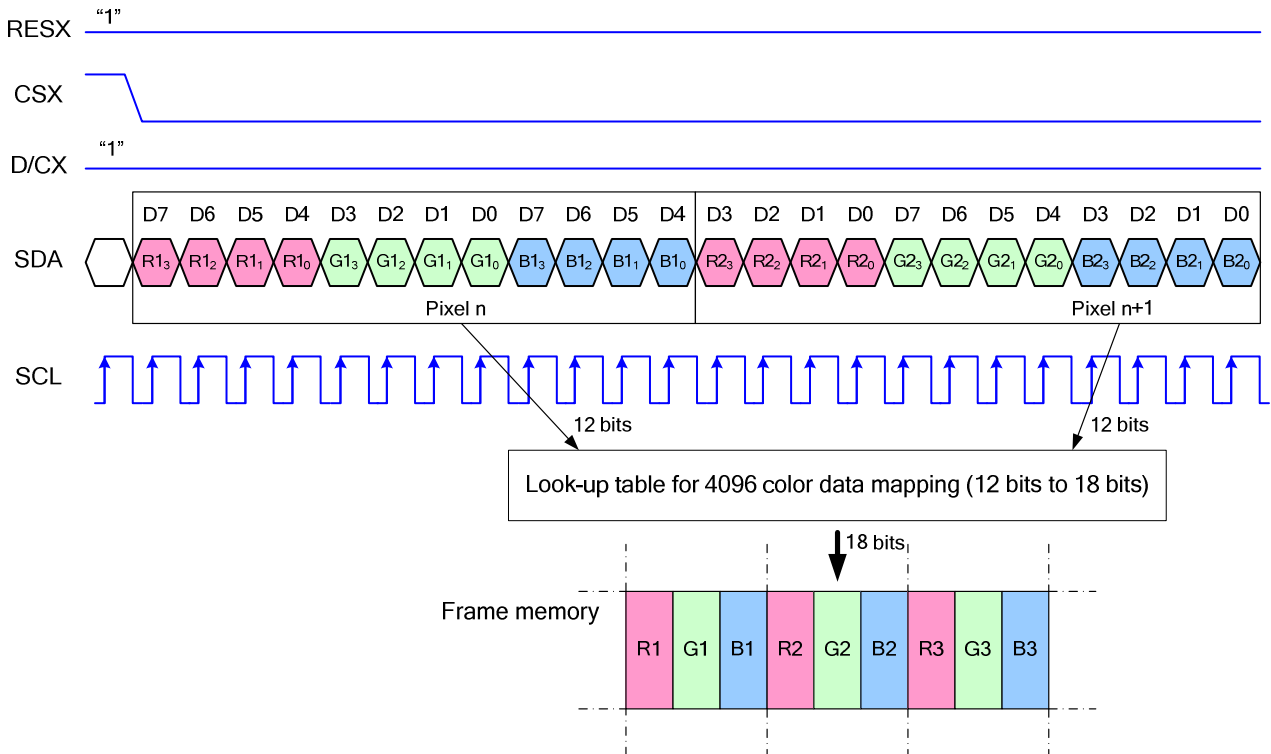 RESX “1”
CSX
D/CX “1”
D7 D6 D5 D4 D3 D2 D1 D0 D7 D6 D5 D4 D3 D2 D1 D0 D7 D6 D5 D4 D3 D2 D1 D0
SDA R1₃ R1₂ R1₁ R1₀ G1₃ G1₂ G1₁ G1₀ B1₃ B1₂ B1₁ B1₀ R2₃ R2₂ R2₁ R2₀ G2₃ G2₂ G2₁ G2₀ B2₃ B2₂ B2₁ B2₀
Pixel n Pixel n+1
SCL
12 bits 12 bits
Look-up table for 4096 color data mapping (12 bits to 18 bits)
18 bits
Frame memory
R1 G1 B1 R2 G2 B2 R3 G3 B3